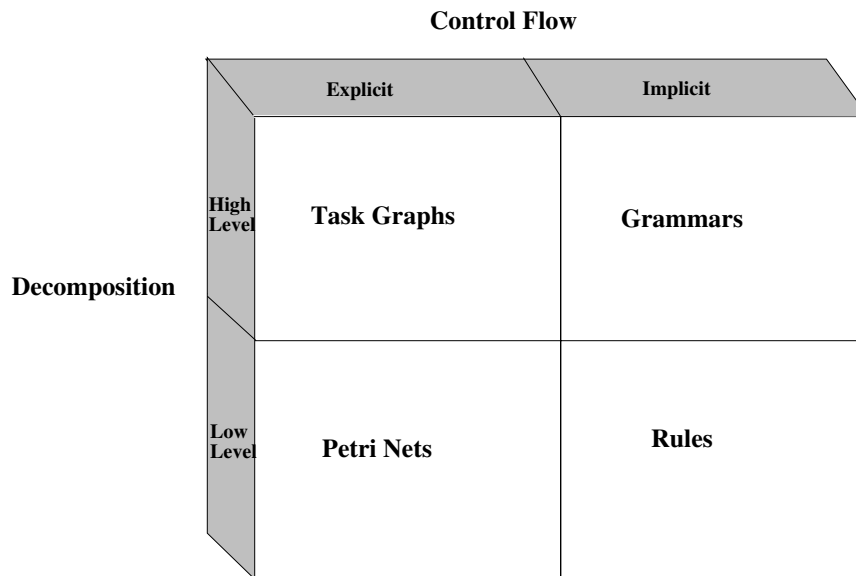 Control Flow
Explicit
Implicit
High
Level
Task Graphs
Grammars
Decomposition
Low
Level
Petri Nets
Rules